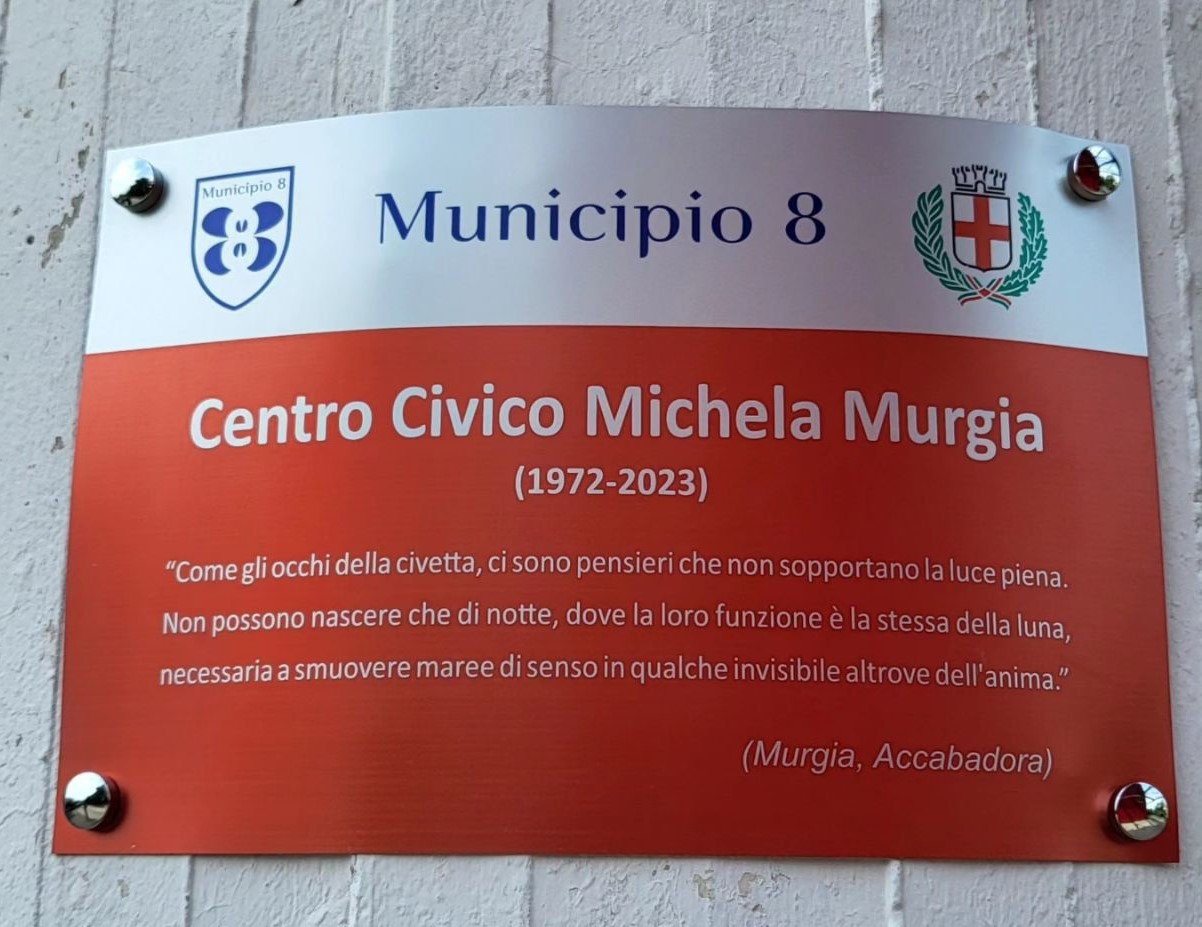 Municipio 8
Municipio 8
Centro Civico Michela Murgia
(1972-2023)
“Come gli occhi della civetta, ci sono pensieri che non sopportano la luce piena.
Non possono nascere che di notte, dove la loro funzione è la stessa della luna,
necessaria a smuovere maree di senso in qualche invisibile altrove dell'anima.”
(Murgia, Accabadora)